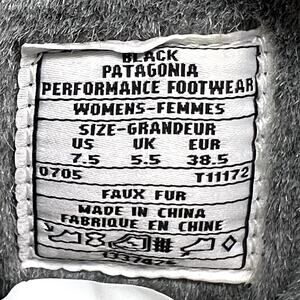 BLACK
PATAGONIA
PERFORMANCE FOOTWEAR
WOMENS-FEMMES
SIZE-GRANDEUR
US UK EUR
7.5 5.5 38.5
0705 T11172
FAUX FUR
MADE IN CHINA
FABRIQUE EN CHINE